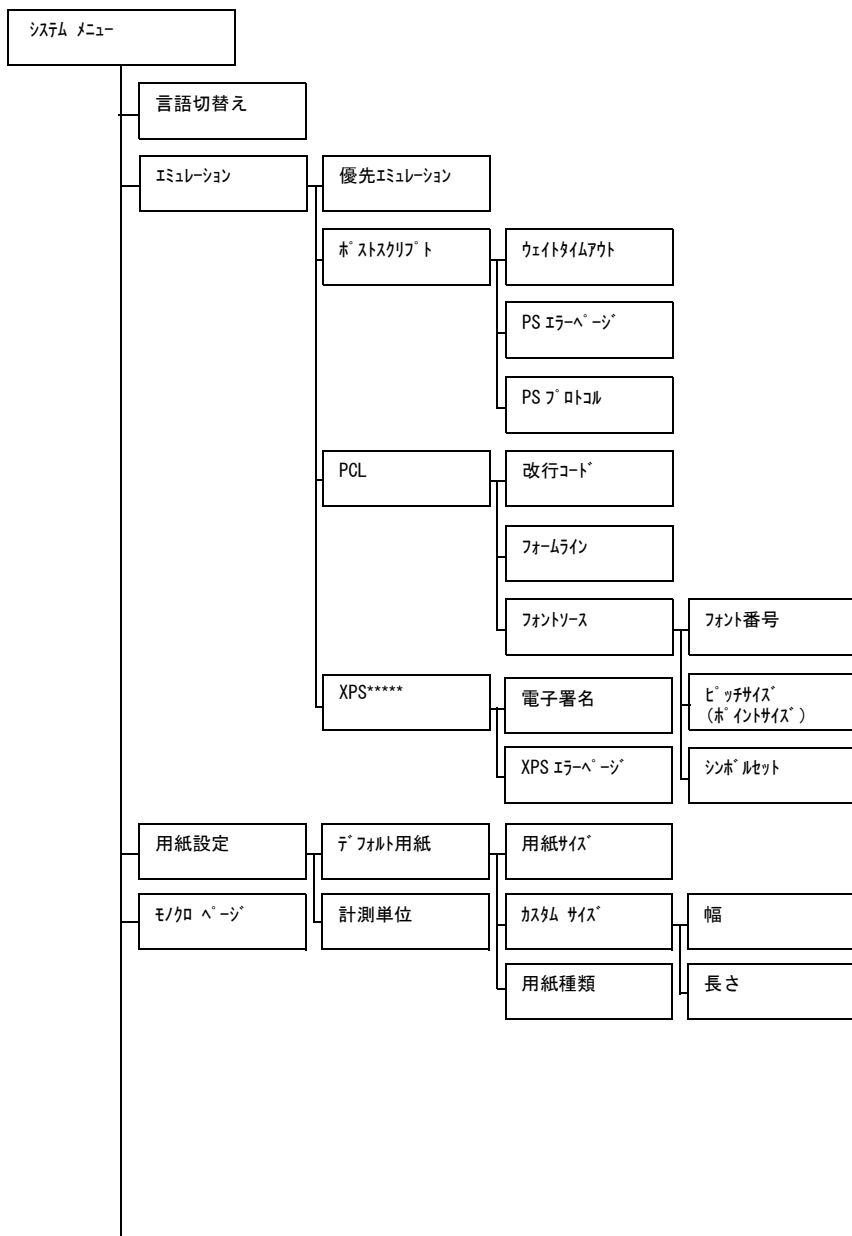 ｼｽﾃﾑ ﾒﾆｭｰ
言語切替え
ｴﾐｭﾚｰｼｮﾝ
優先ｴﾐｭﾚｰｼｮﾝ
ﾎﾟｽﾄｽｸﾘﾌﾟﾄ
ｳｪｲﾄﾀｲﾑｱｳﾄ
PS ｴﾗｰﾍﾟｰｼﾞ
PS ﾌﾟﾛﾄｺﾙ
PCL
改行ｺｰﾄﾞ
ﾌｫｰﾑﾗｲﾝ
ﾌｫﾝﾄｿｰｽ
ﾌｫﾝﾄ番号
ﾋﾟｯﾁｻｲｽﾞ
(ﾎﾟｲﾝﾄｻｲｽﾞ)
ｼﾝﾎﾞﾙｾｯﾄ
XPS*****
電子署名
XPS ｴﾗｰﾍﾟｰｼﾞ
用紙設定
ﾃﾞﾌｫﾙﾄ用紙
用紙ｻｲｽﾞ
ｶｽﾀﾑ ｻｲｽﾞ
幅
長さ
用紙種類
計測単位
ﾓﾉｸﾛ ﾍﾟｰｼﾞ